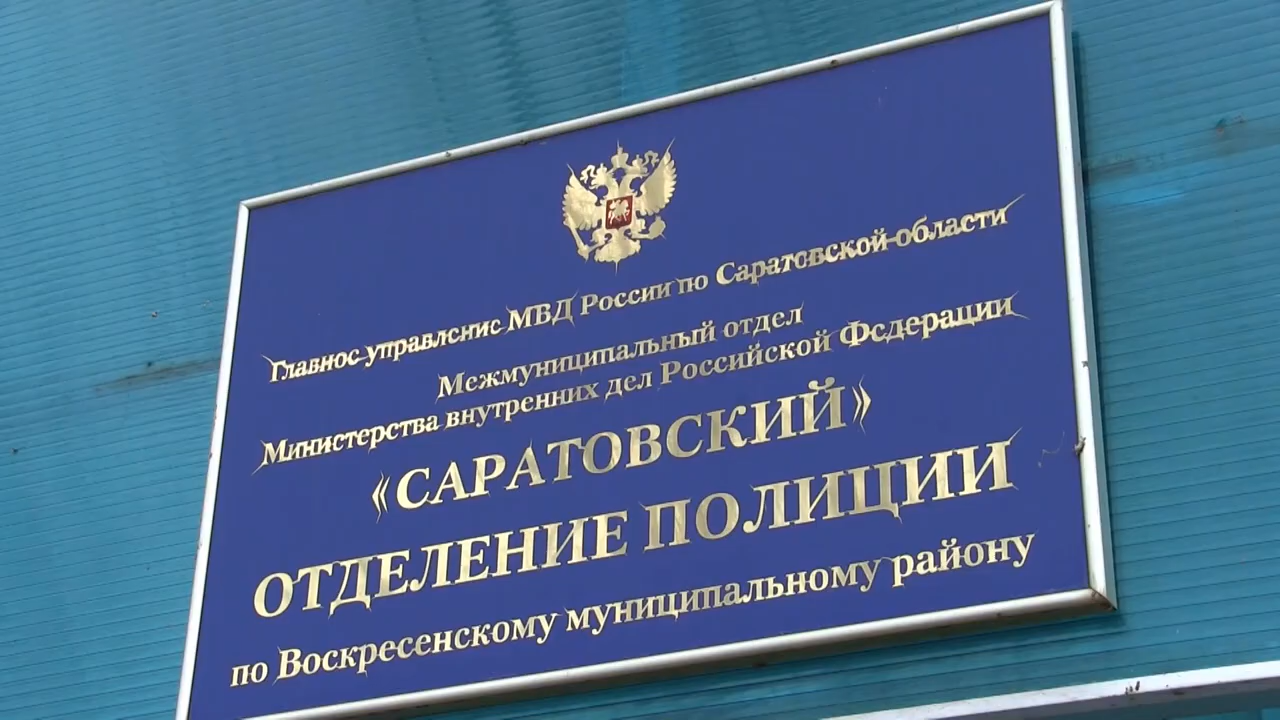 Главное управление МВД России по Саратовской области
Межмуниципальный отдел
Министерства внутренних дел Российской Федерации
«САРАТОВСКИЙ»
ОТДЕЛЕНИЕ ПОЛИЦИИ
по Воскресенскому муниципальному району